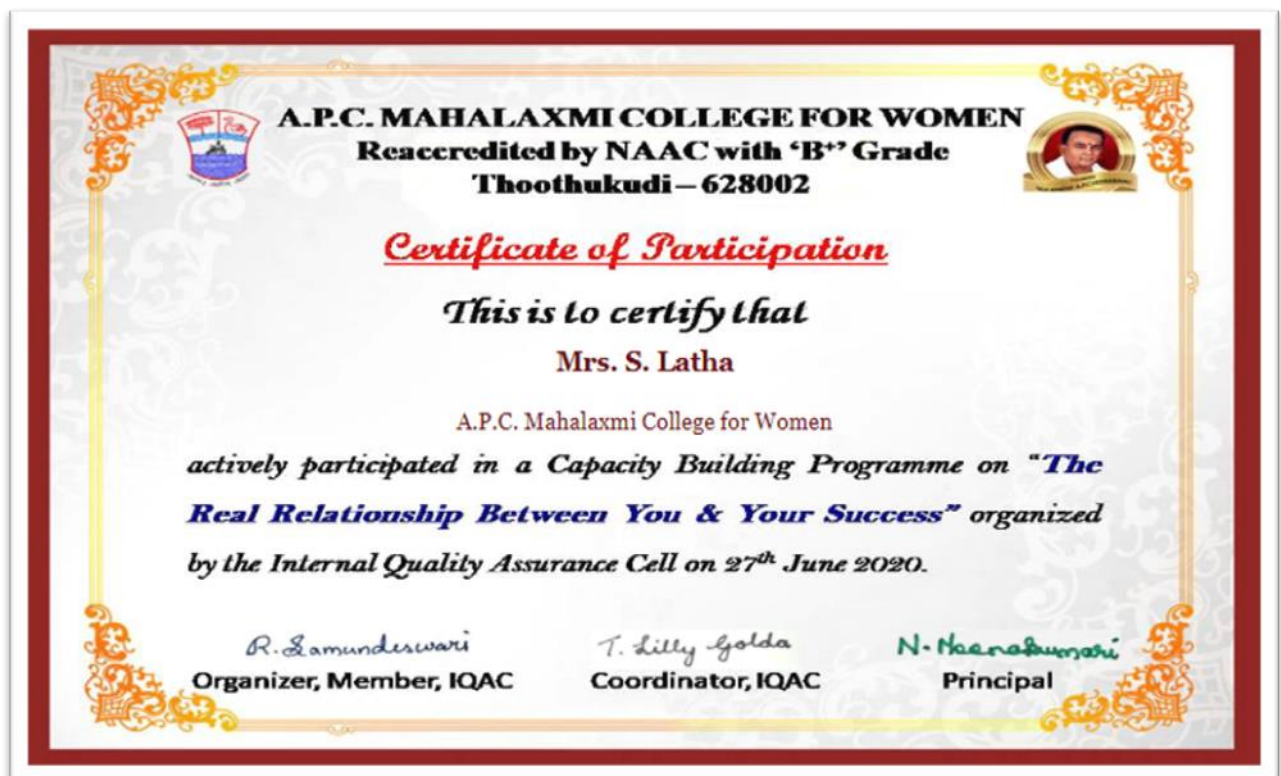 A.P.C. MAHALAXMI COLLEGE FOR WOMEN
Reaccredited by NAAC with ‘B⁺’ Grade
Thoothukudi – 628002
Certificate of Participation
This is to certify that
Mrs. S. Latha
A.P.C. Mahalaxmi College for Women
actively participated in a Capacity Building Programme on "The
Real Relationship Between You & Your Success" organized
by the Internal Quality Assurance Cell on 27th June 2020.
R. Samundeswari T. Lilly Golda N. Meenakumari
Organizer, Member, IQAC Coordinator, IQAC Principal